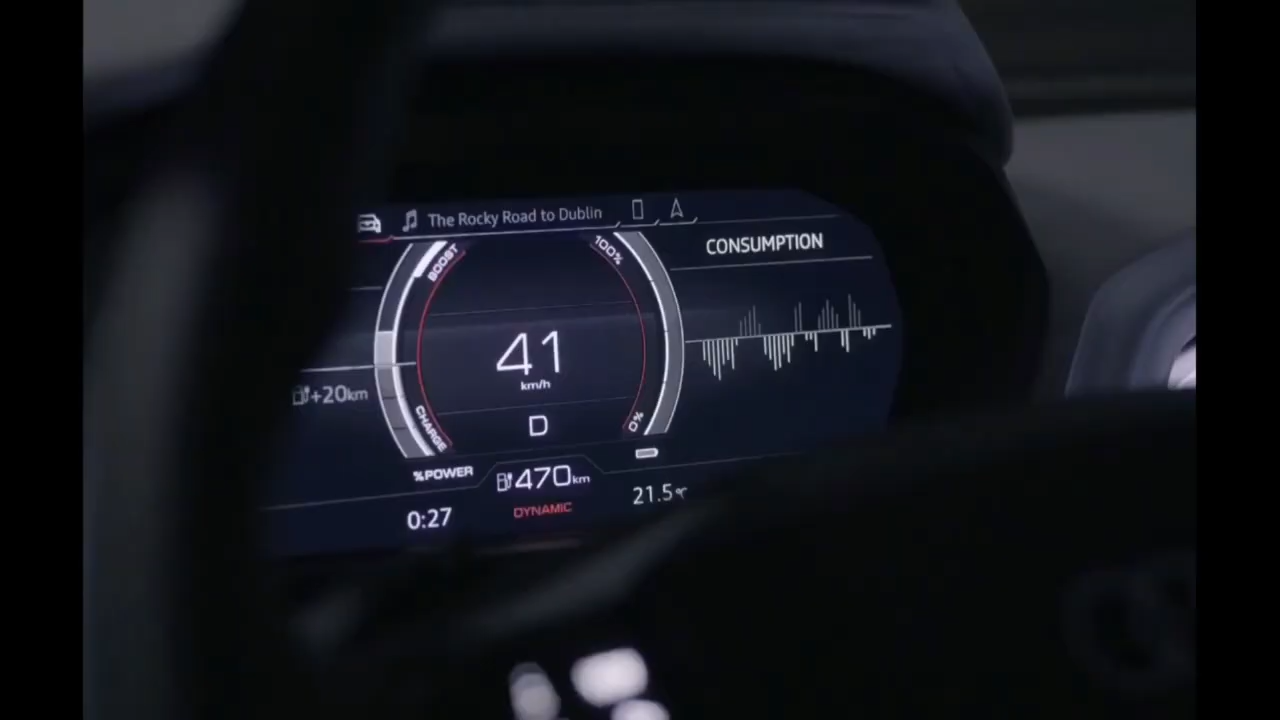 The Rocky Road to Dublin
CONSUMPTION
BOOST
100%
41
km/h
+20km
CHARGE
0%
D
%POWER
470km
0:27
DYNAMIC
21.5°C